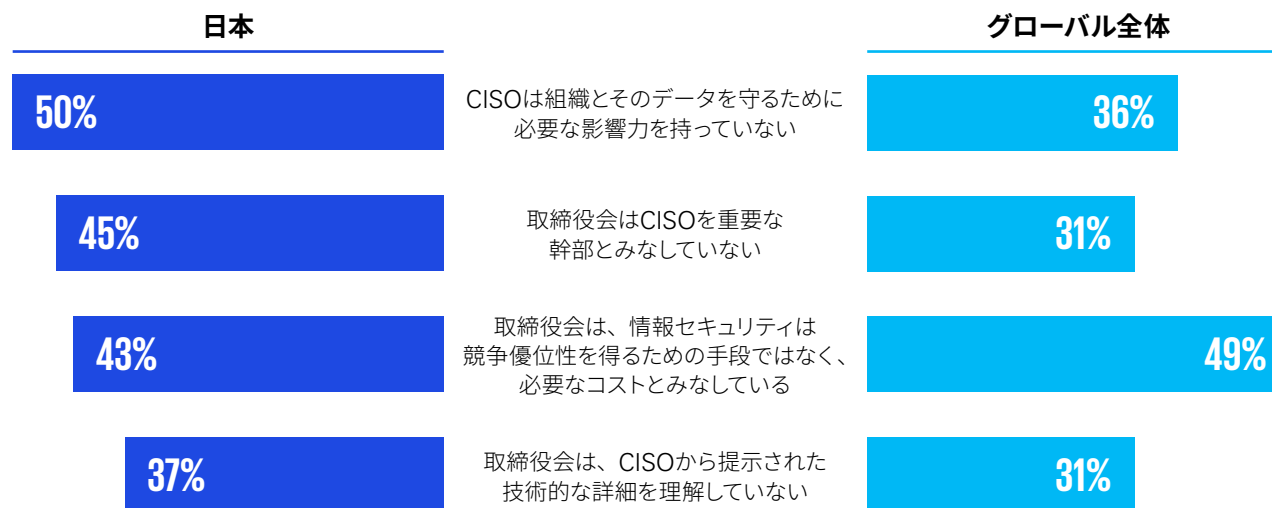 日本
グローバル全体
50%
CISOは組織とそのデータを守るために
必要な影響力を持っていない
36%
45%
取締役会はCISOを重要な
幹部とみなしていない
31%
43%
取締役会は、情報セキュリティは
競争優位性を得るための手段ではなく、
必要なコストとみなしている
49%
37%
取締役会は、CISOから提示された
技術的な詳細を理解していない
31%